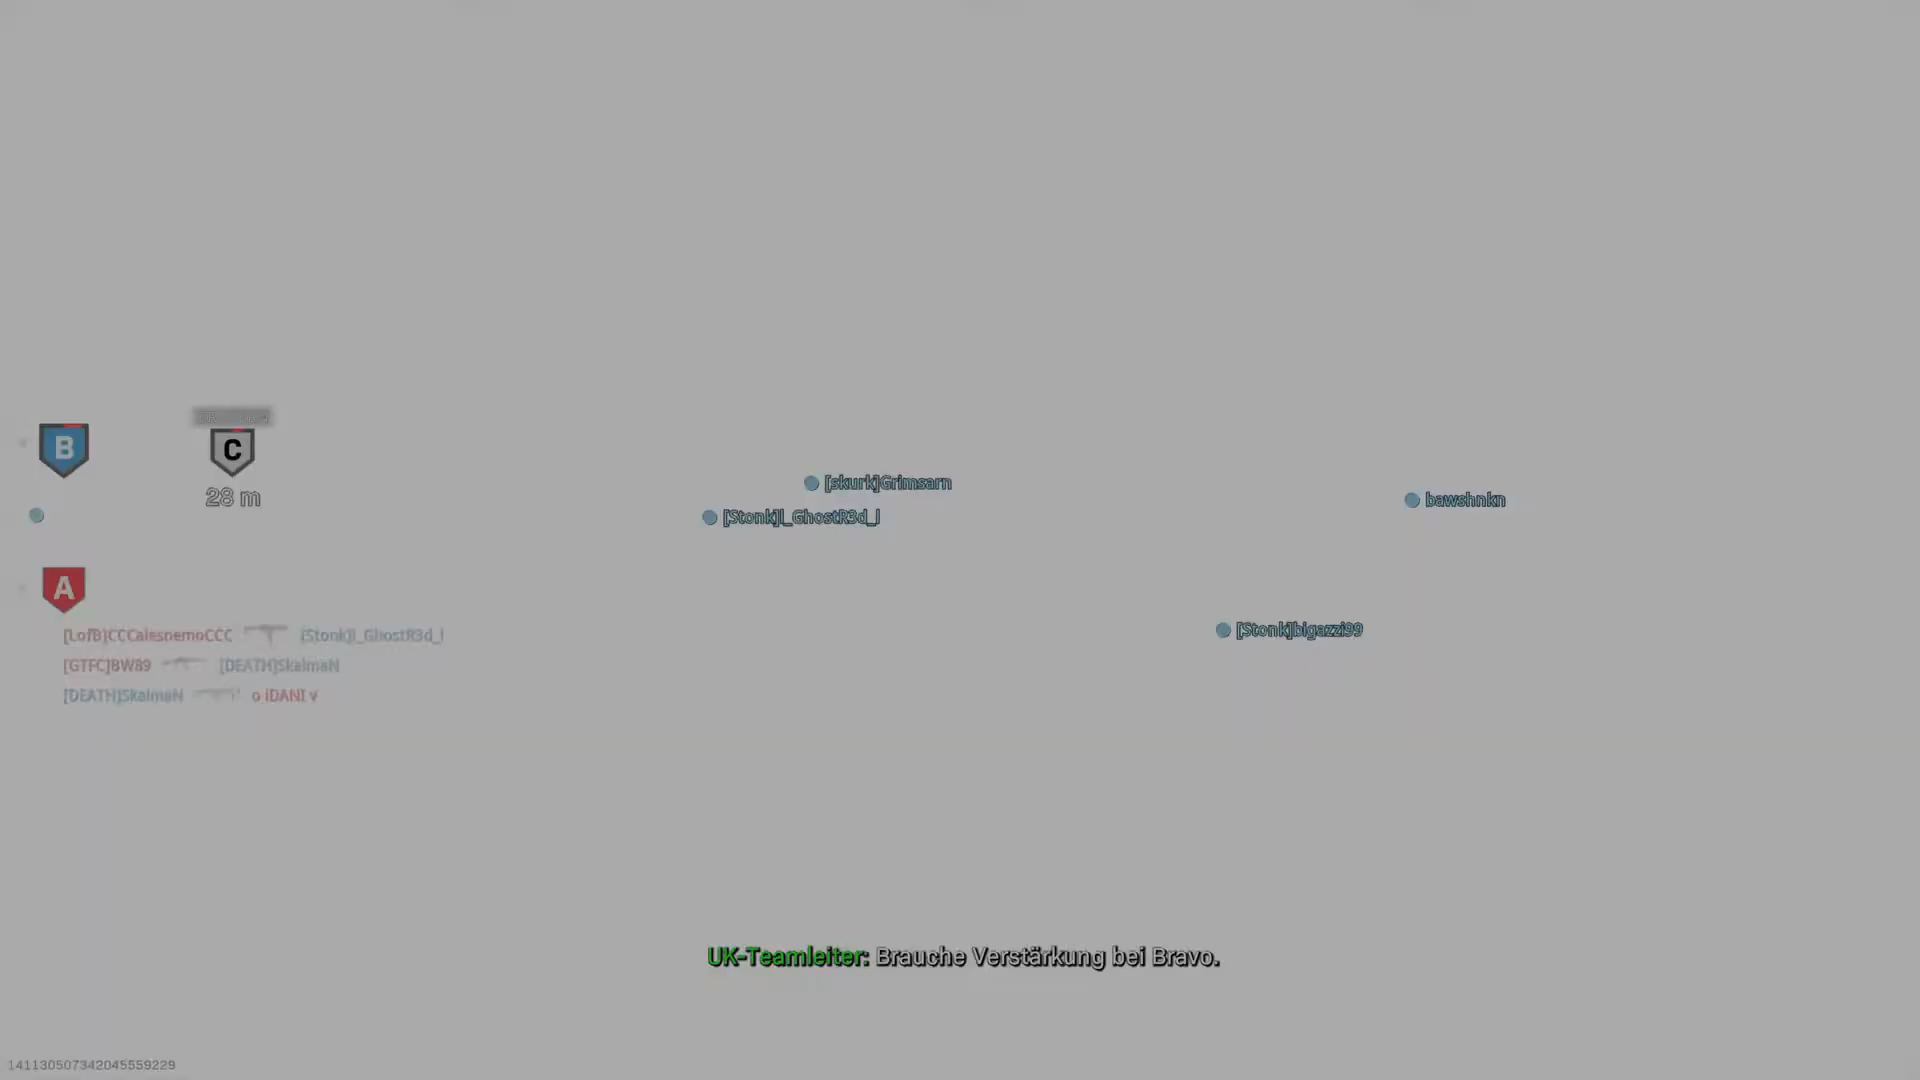 B
C
28 m
[skurk]Grimsarn
bawshnkn
[Stonk]l_GhostR3d_l
A
[Stonk]bigazzi99
[LofB]CCCalesnemoCCC [Stonk]l_GhostR3d_l
[GTFC]BW89 [DEATH]SkalmaN
[DEATH]SkalmaN o iDANI v
UK-Teamleiter: Brauche Verstärkung bei Bravo.
141130507342045559229